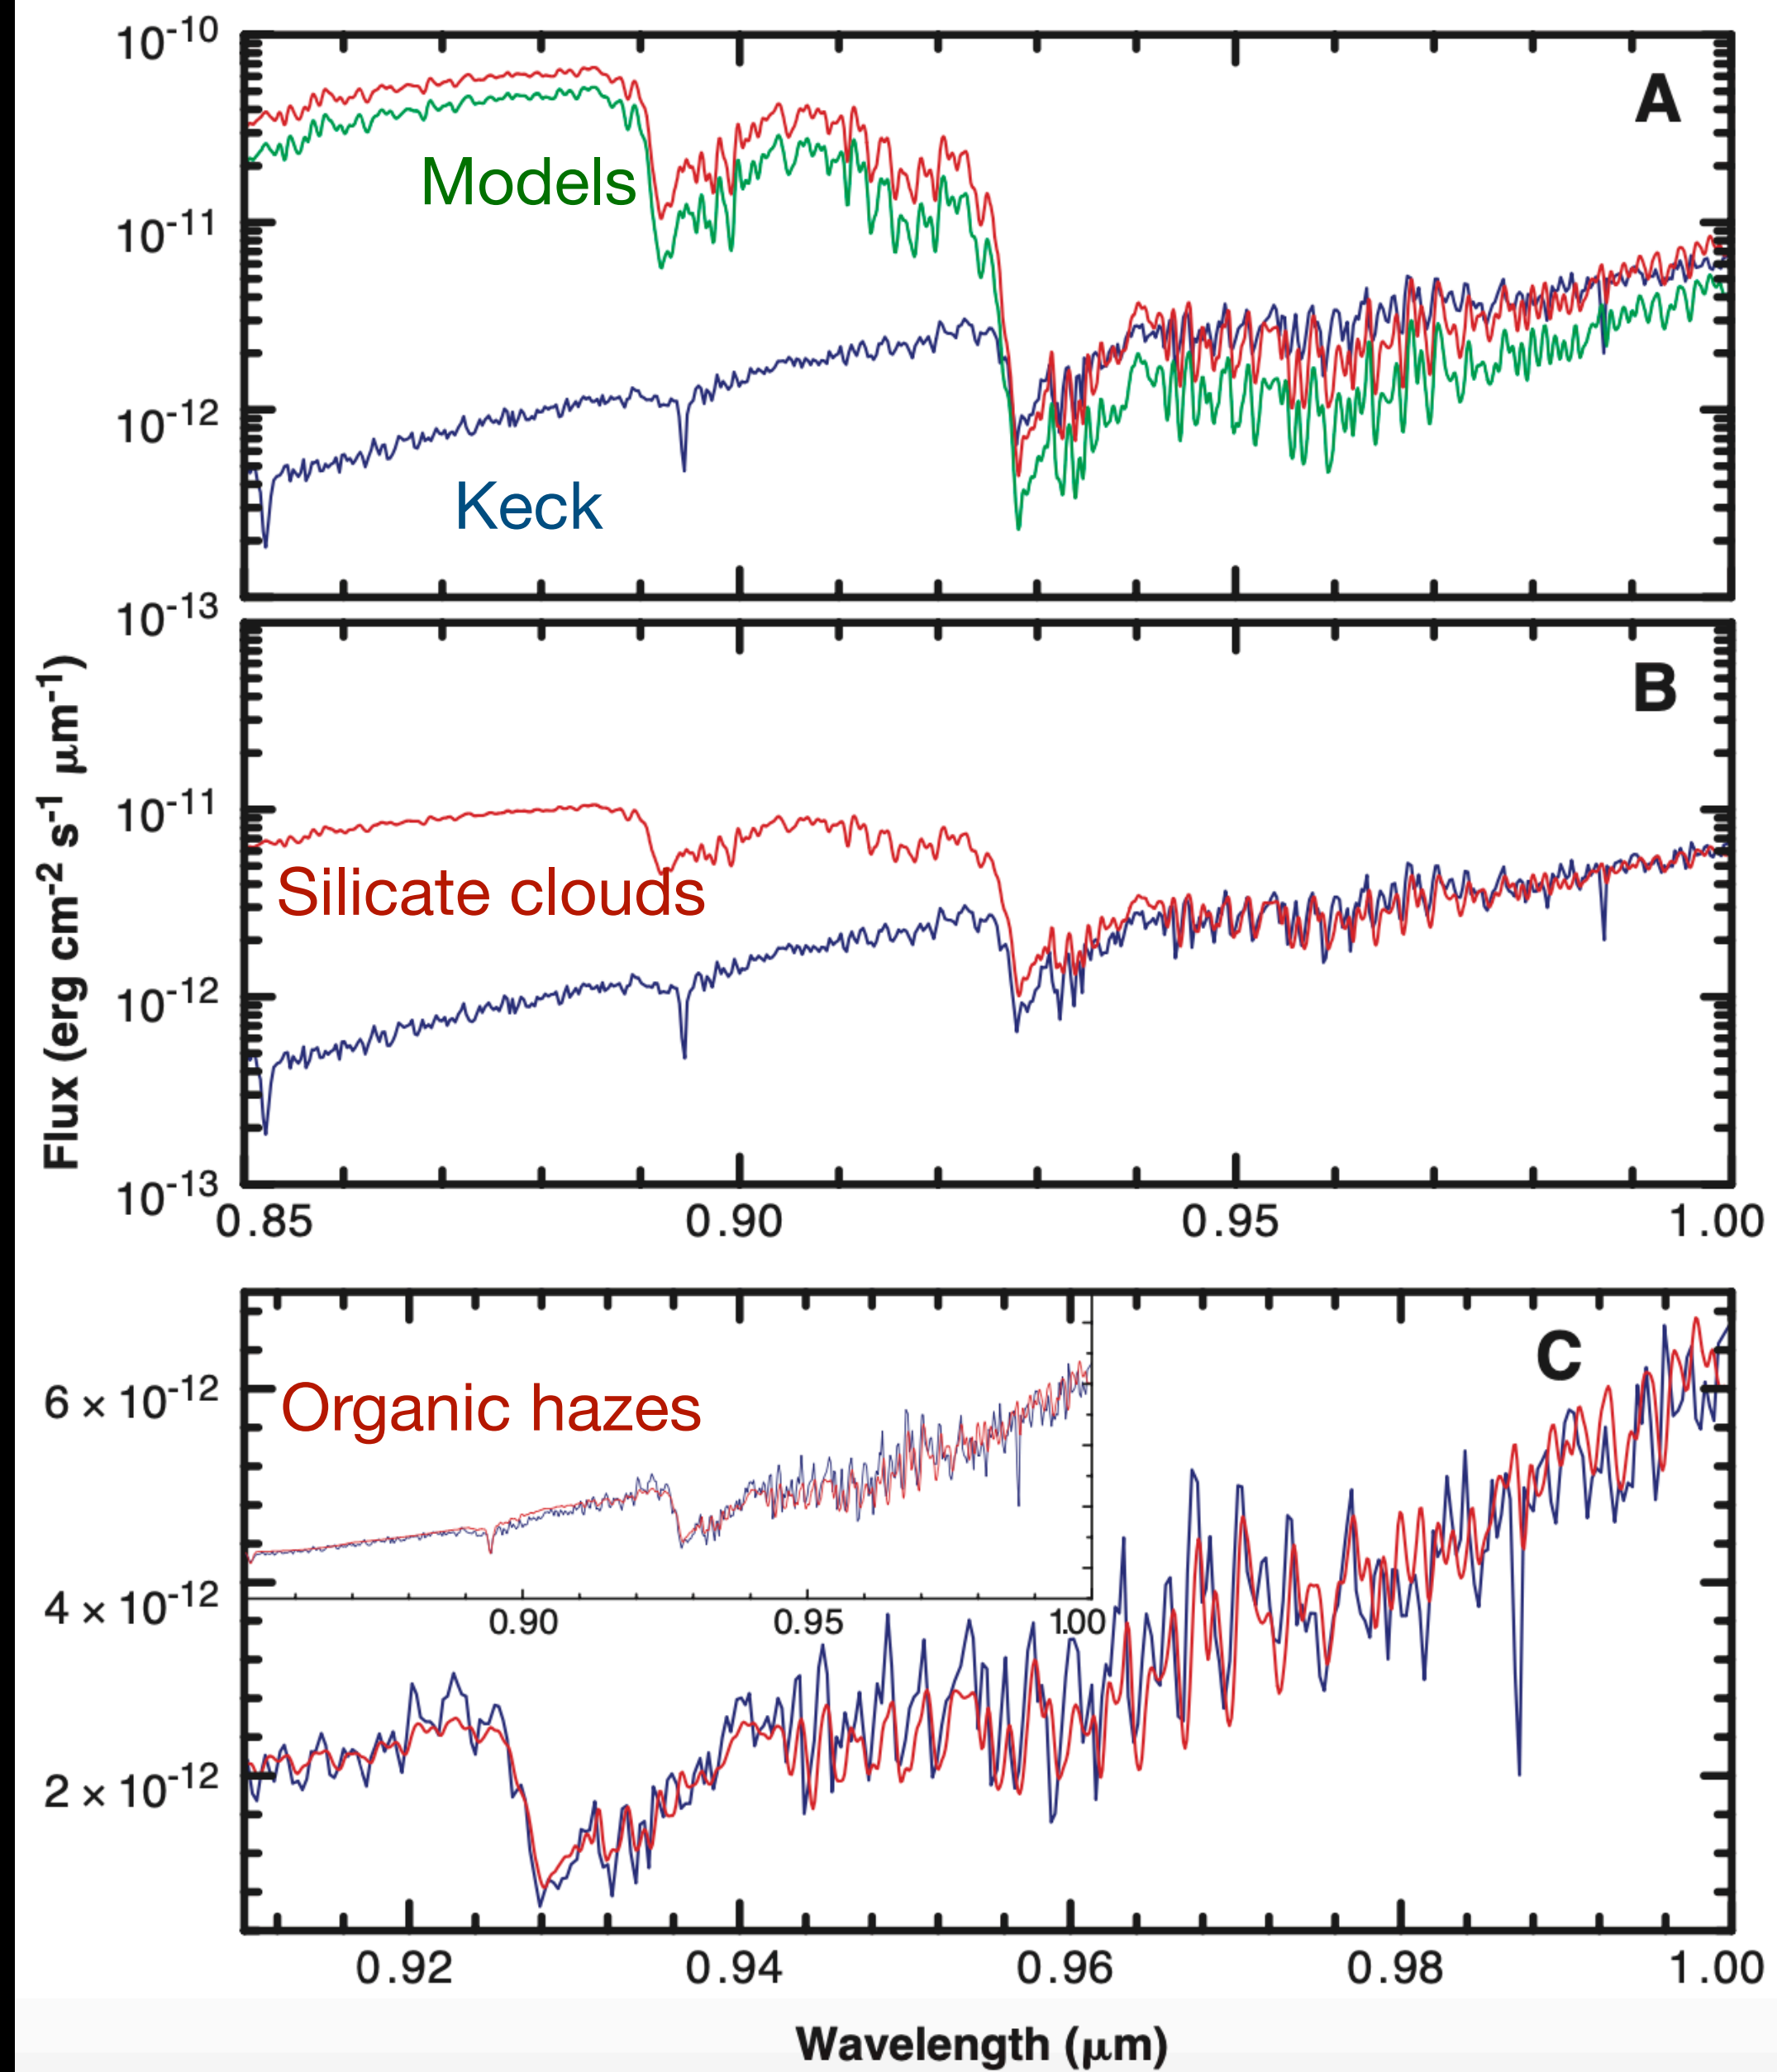 10-10
A
Models
10-11
10-12
Keck
10-13
B
Flux (erg cm-2 s-1 μm-1)
10-11
Silicate clouds
10-12
10-13
0.85 0.90 0.95 1.00
C
6 × 10-12
Organic hazes
4 × 10-12
0.90 0.95 1.00
2 × 10-12
0.92 0.94 0.96 0.98 1.00
Wavelength (μm)